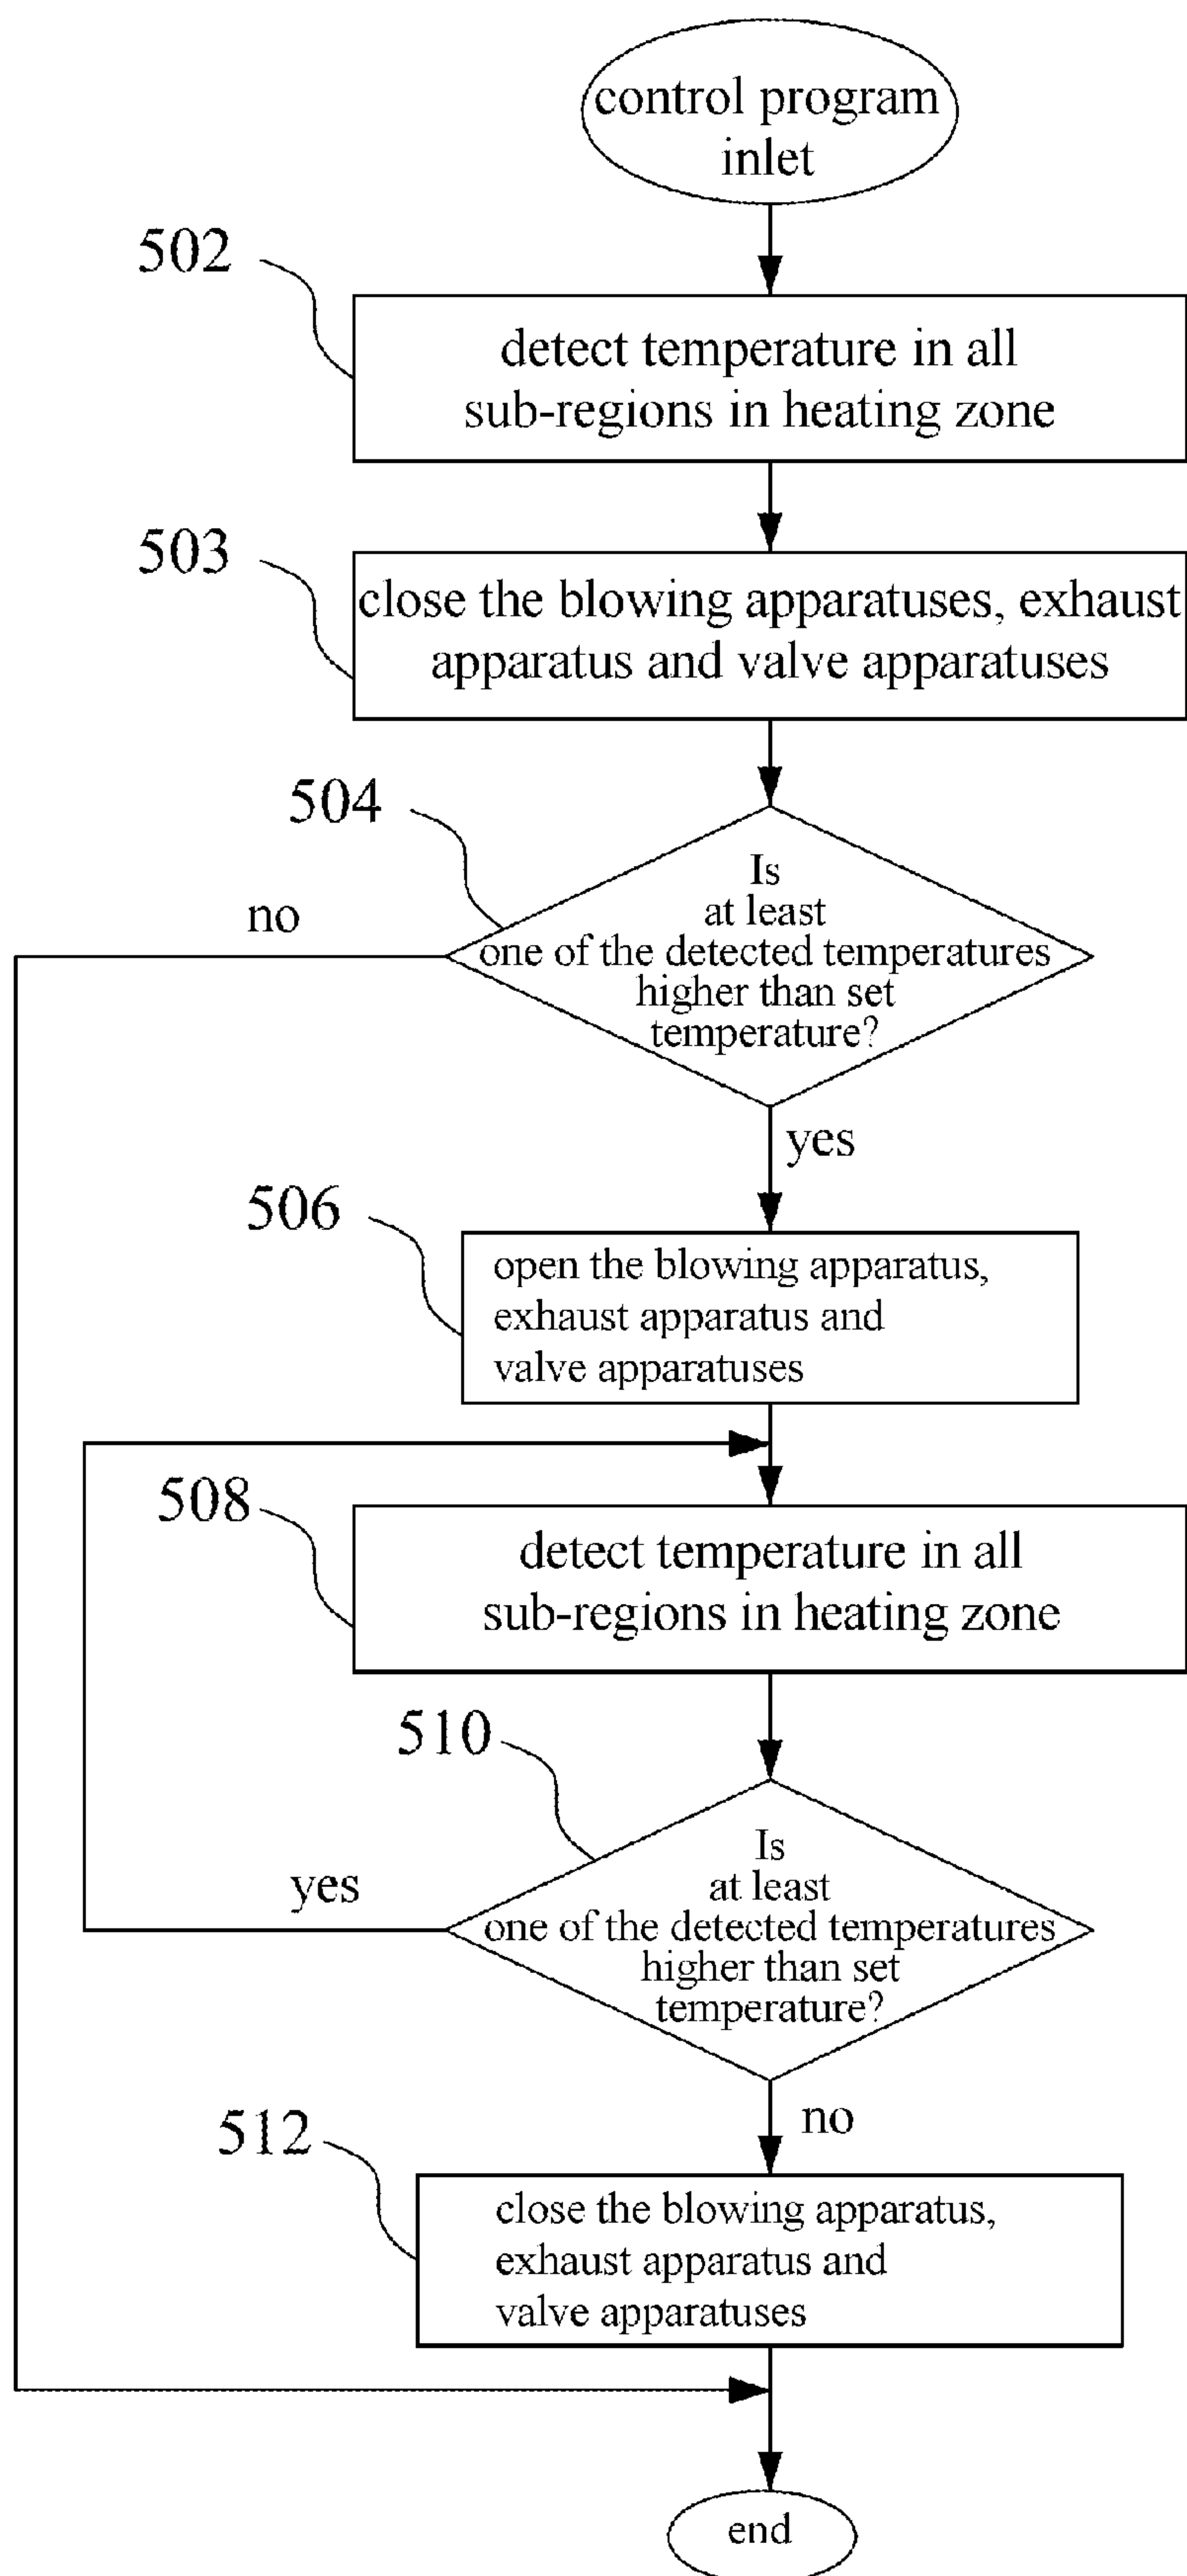 control program
inlet
502
detect temperature in all
sub-regions in heating zone
503
close the blowing apparatuses, exhaust
apparatus and valve apparatuses
504
Is
at least
one of the detected temperatures
higher than set
temperature?
no
yes
506
open the blowing apparatus,
exhaust apparatus and
valve apparatuses
508
detect temperature in all
sub-regions in heating zone
510
Is
at least
one of the detected temperatures
higher than set
temperature?
yes
no
512
close the blowing apparatus,
exhaust apparatus and
valve apparatuses
end